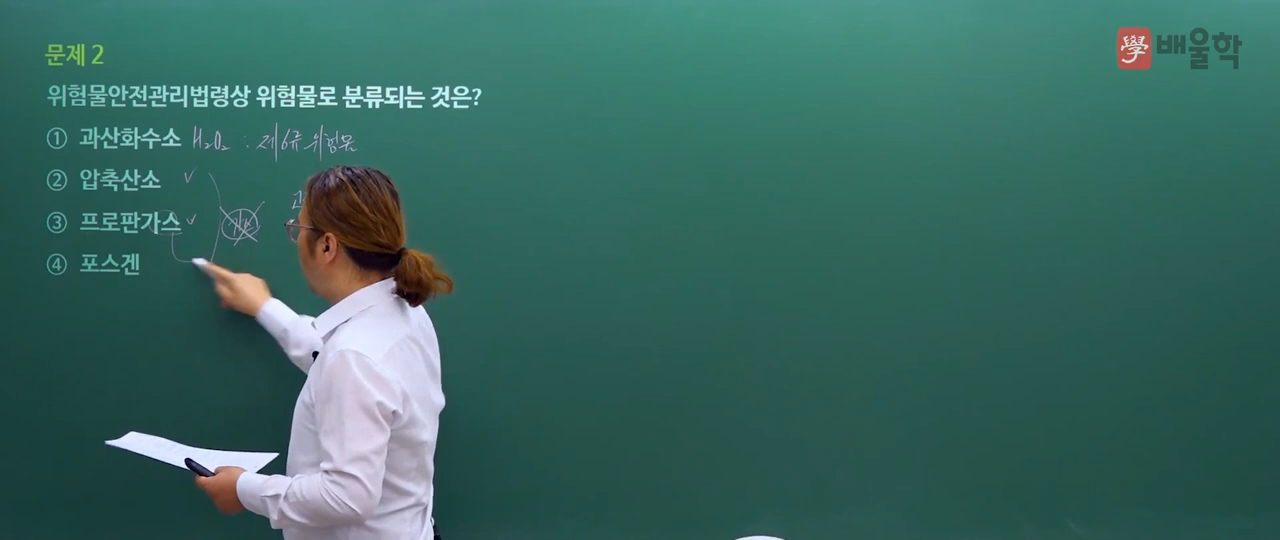 문제 2
學 배울학
위험물안전관리법령상 위험물로 분류되는 것은?
① 과산화수소 H₂O₂ : 제6류 위험물
② 압축산소
③ 프로판가스
④ 포스겐